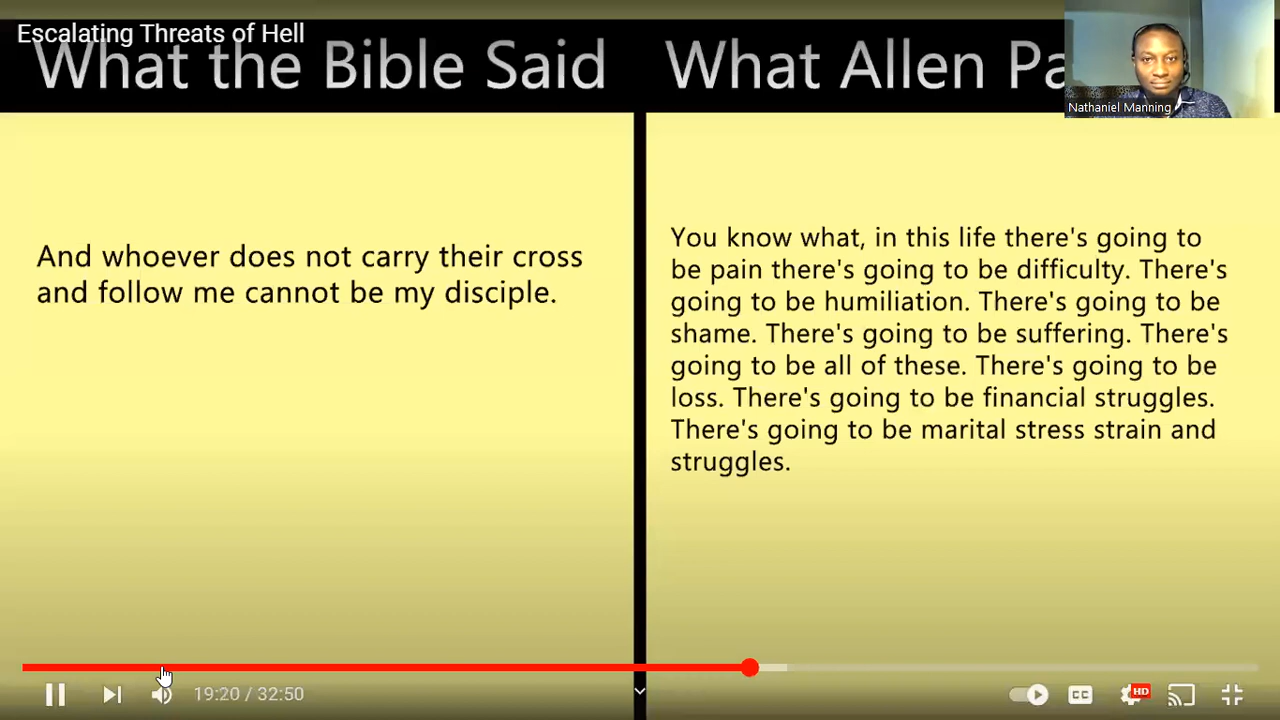 Escalating Threats of Hell
What the Bible Said
What Allen
Nathaniel Manning
And whoever does not carry their cross
and follow me cannot be my disciple.
You know what, in this life there's going to
be pain there's going to be difficulty. There's
going to be humiliation. There's going to be
shame. There's going to be suffering. There's
going to be all of these. There's going to be
loss. There's going to be financial struggles.
There's going to be marital stress strain and
struggles.
19:20 / 32:50
CC
HD